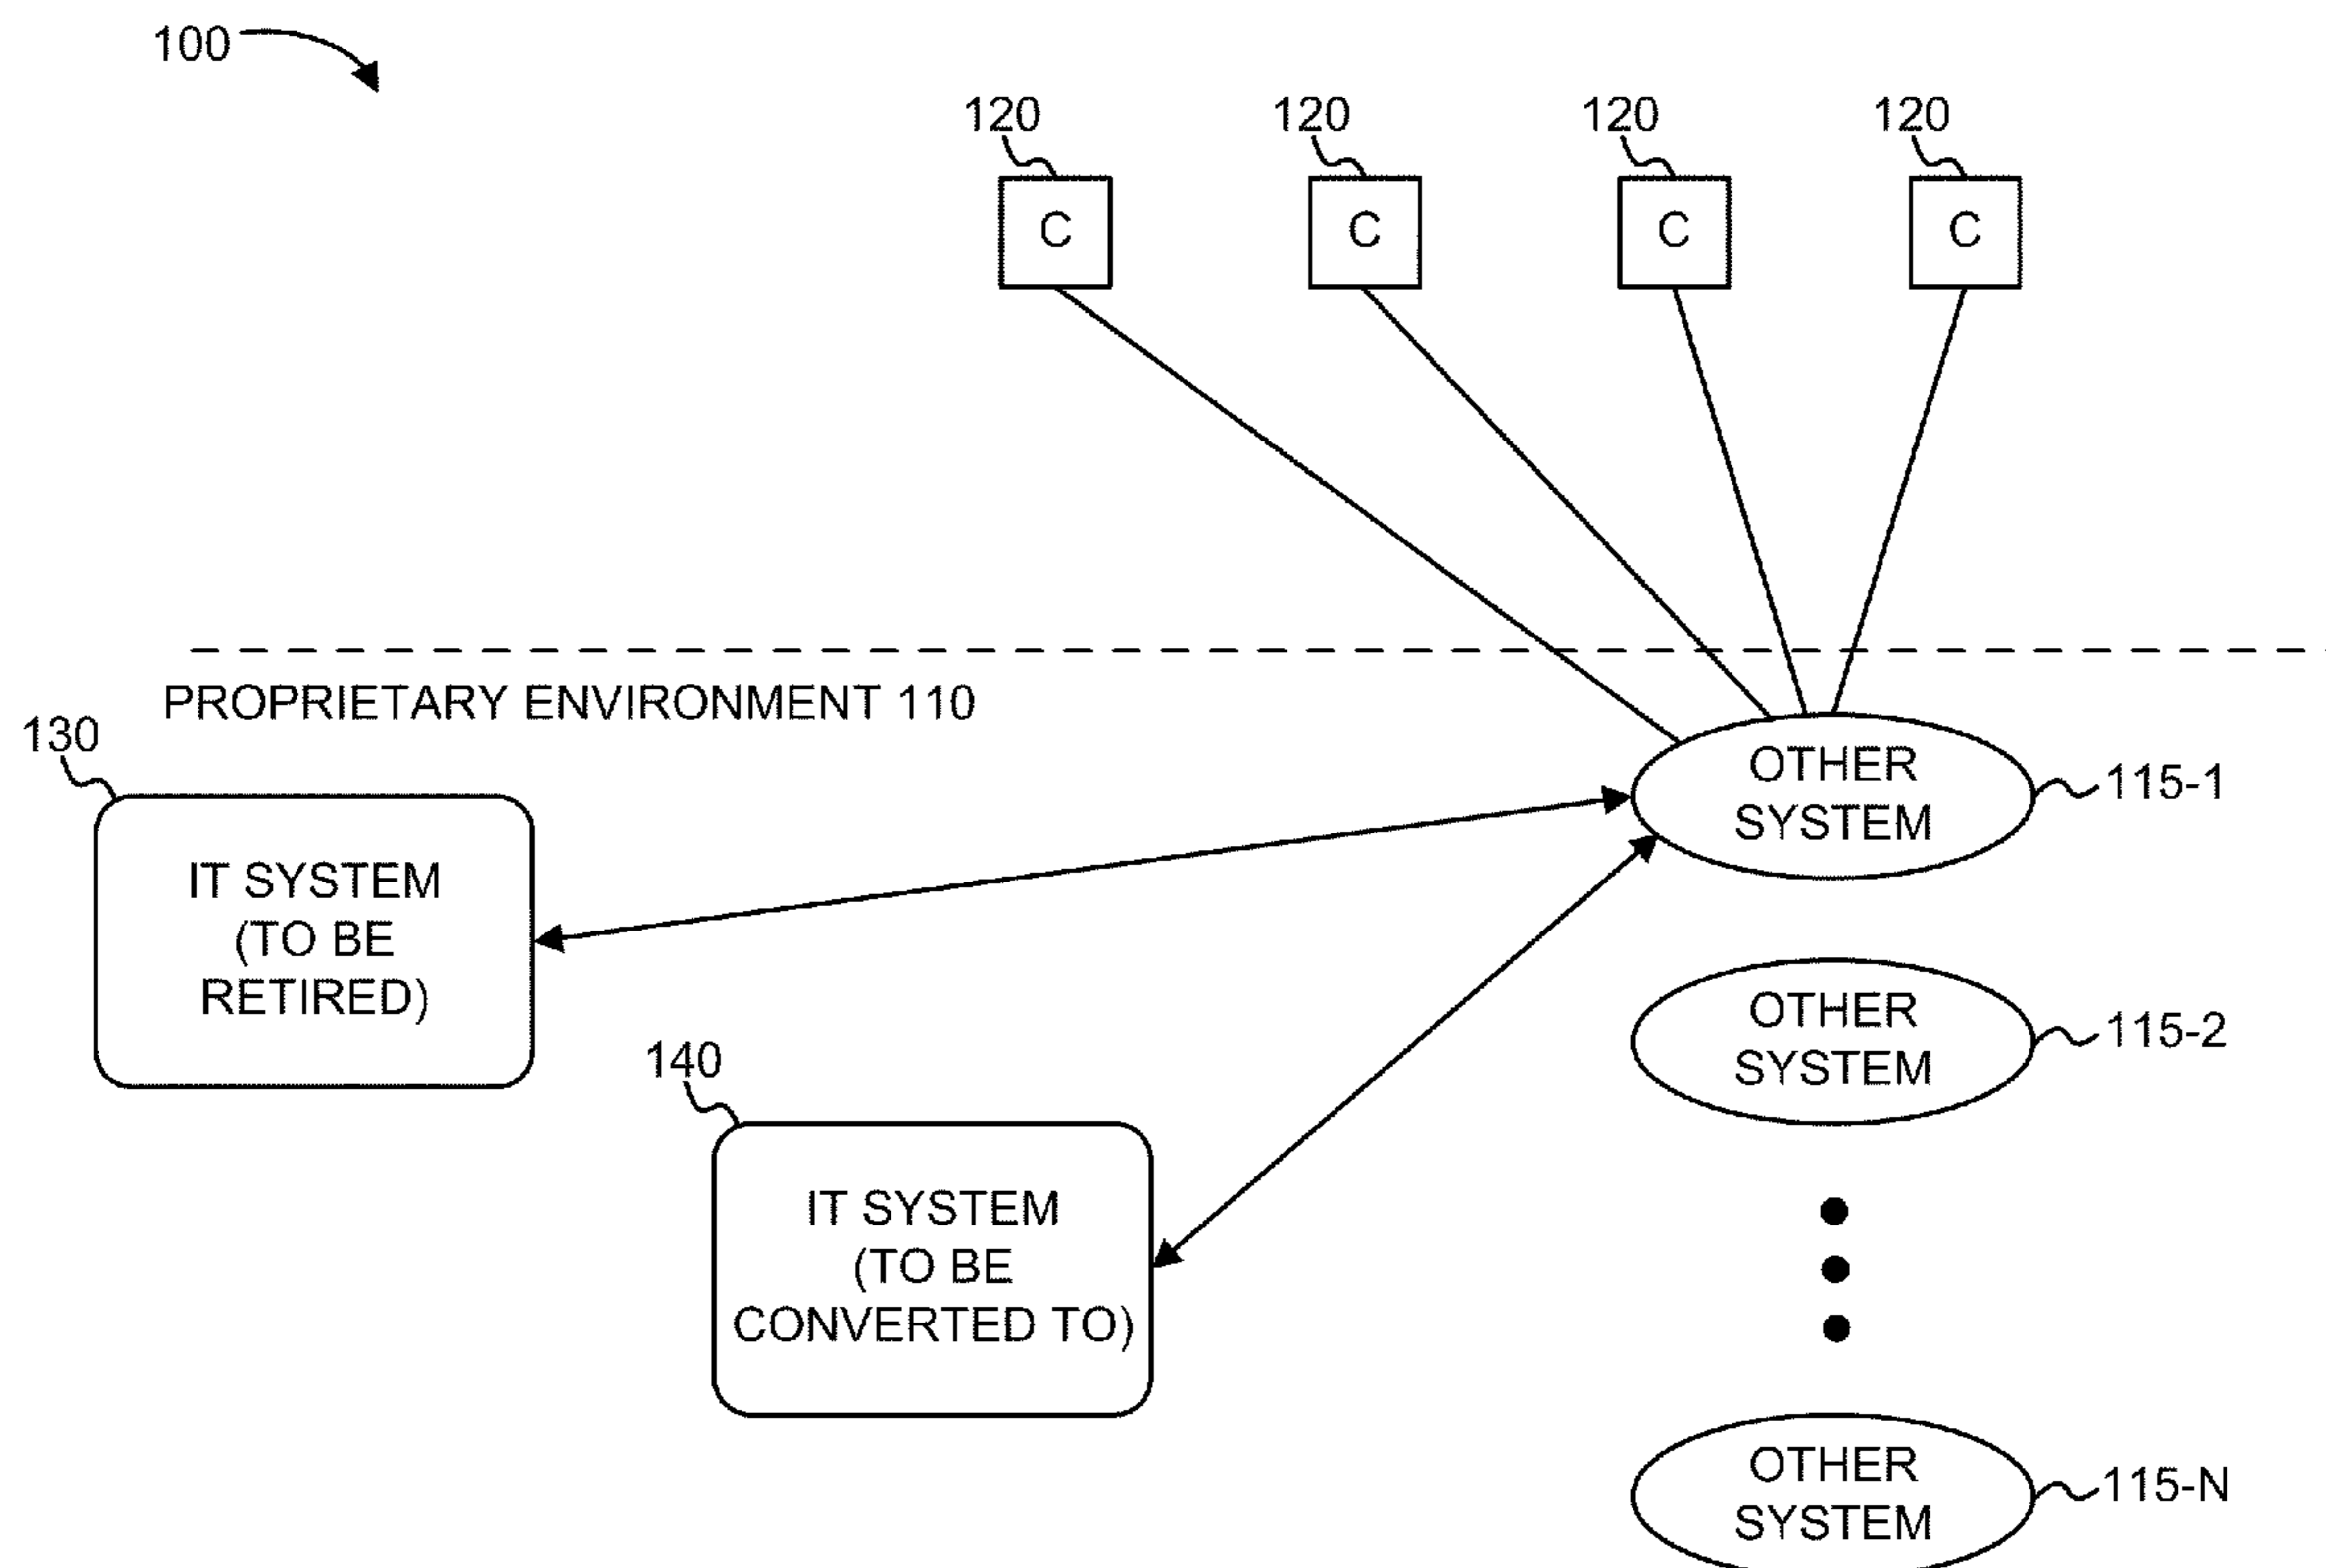 100
120 120 120 120
C C C C
PROPRIETARY ENVIRONMENT 110
130
IT SYSTEM
(TO BE
RETIRED)
OTHER
SYSTEM
115-1
OTHER
SYSTEM
115-2
140
IT SYSTEM
(TO BE
CONVERTED TO)
OTHER
SYSTEM
115-N